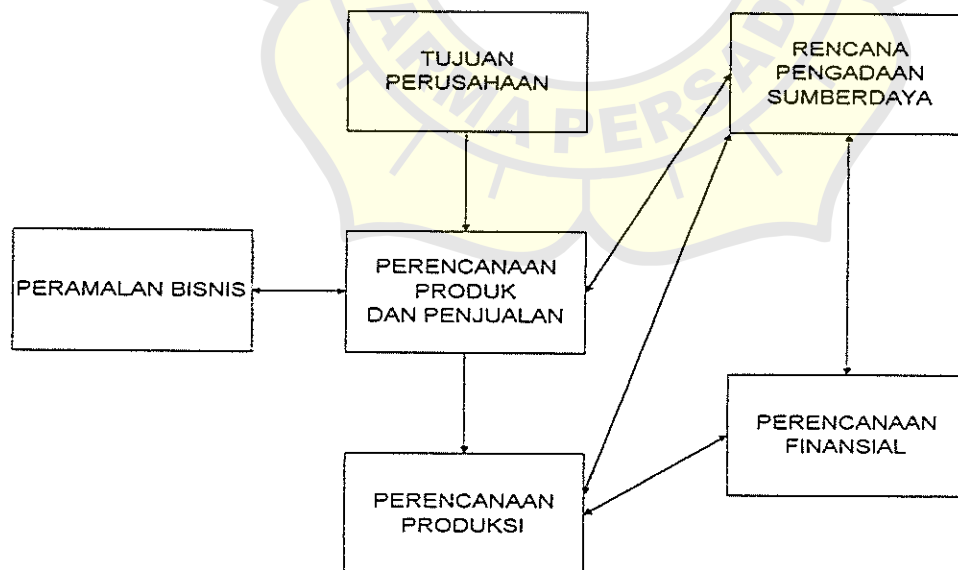 TUJUAN
PERUSAHAAN
RENCANA
PENGADAAN
SUMBERDAYA
PERAMALAN BISNIS
PERENCANAAN
PRODUK
DAN PENJUALAN
PERENCANAAN
FINANSIAL
PERENCANAAN
PRODUKSI